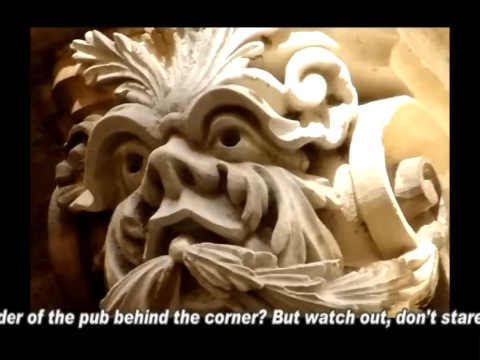 der of the pub behind the corner? But watch out, don't stare